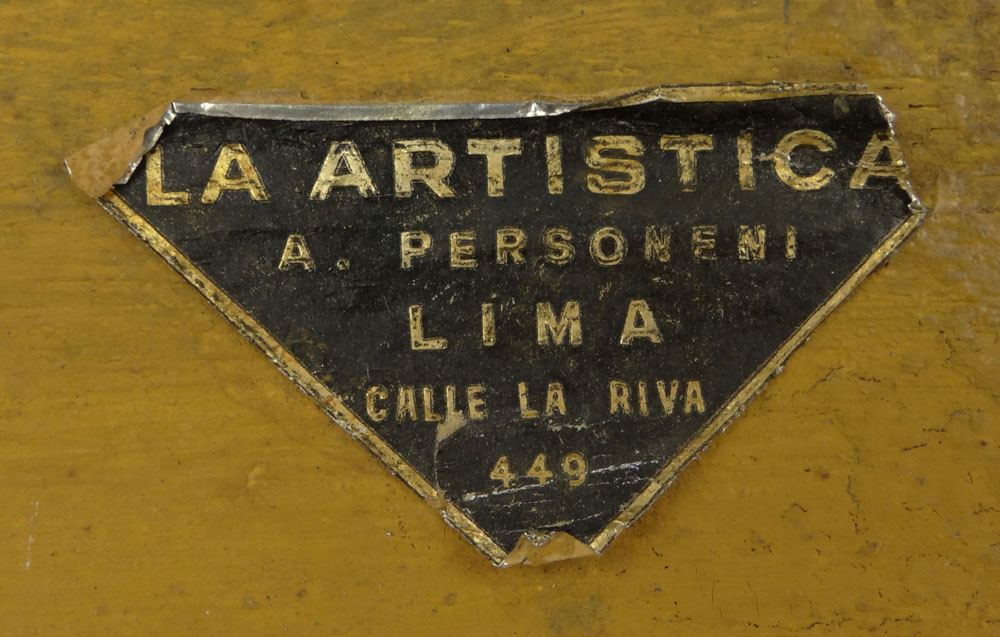 LA ARTISTICA
A. PERSONENI
LIMA
CALLE LA RIVA
449